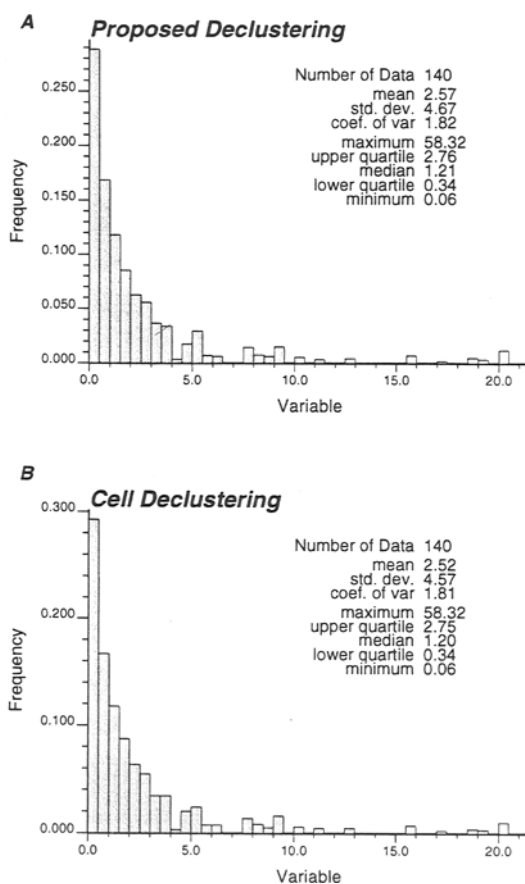 A
Proposed Declustering
Number of Data 140
mean 2.57
std. dev. 4.67
coef. of var 1.82
maximum 58.32
upper quartile 2.76
median 1.21
lower quartile 0.34
minimum 0.06
Frequency
0.250
0.200
0.150
0.100
0.050
0.000
0.0 5.0 10.0 15.0 20.0
Variable
B
Cell Declustering
Number of Data 140
mean 2.52
std. dev. 4.57
coef. of var 1.81
maximum 58.32
upper quartile 2.75
median 1.20
lower quartile 0.34
minimum 0.06
Frequency
0.300
0.200
0.100
0.000
0.0 5.0 10.0 15.0 20.0
Variable